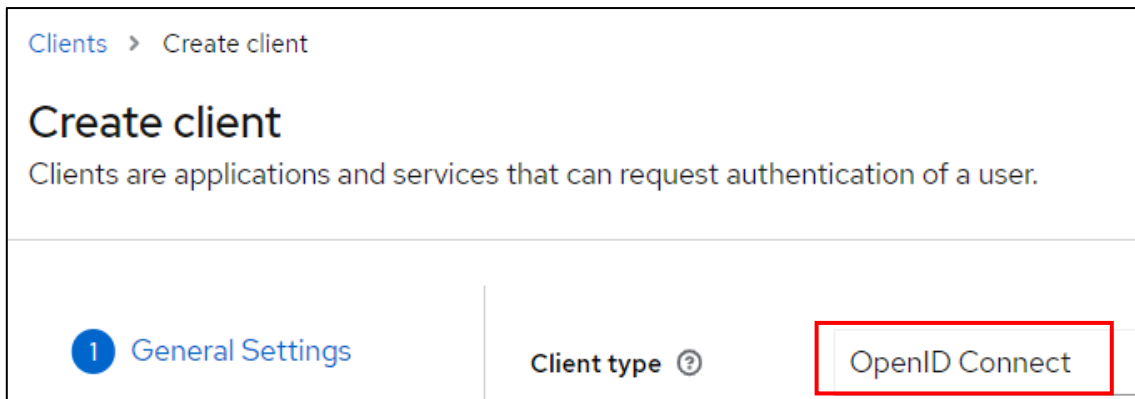 Clients > Create client
Create client
Clients are applications and services that can request authentication of a user.
1 General Settings
Client type ?
OpenID Connect